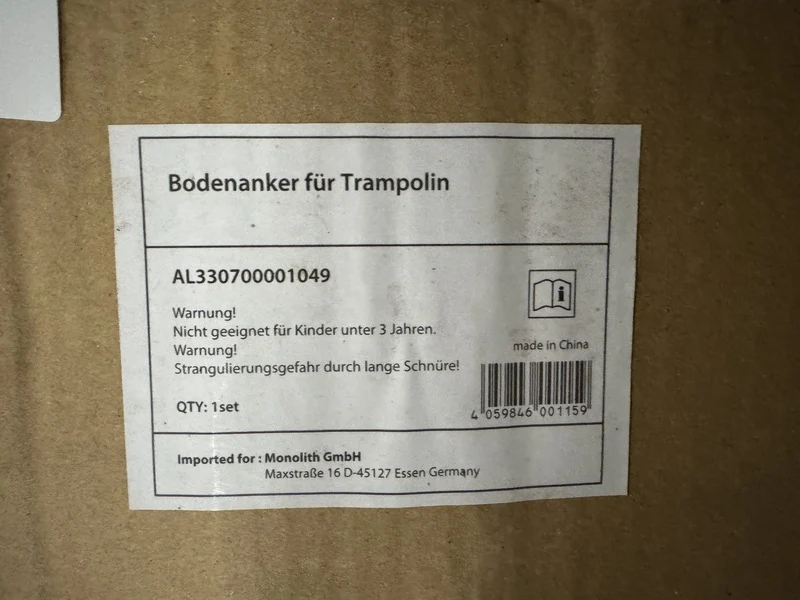 Bodenanker für Trampolin
AL330700001049
Warnung!
Nicht geeignet für Kinder unter 3 Jahren.
Warnung!
Strangulierungsgefahr durch lange Schnüre!
made in China
QTY: 1set
4 059846 001159
Imported for : Monolith GmbH
Maxstraße 16 D-45127 Essen Germany